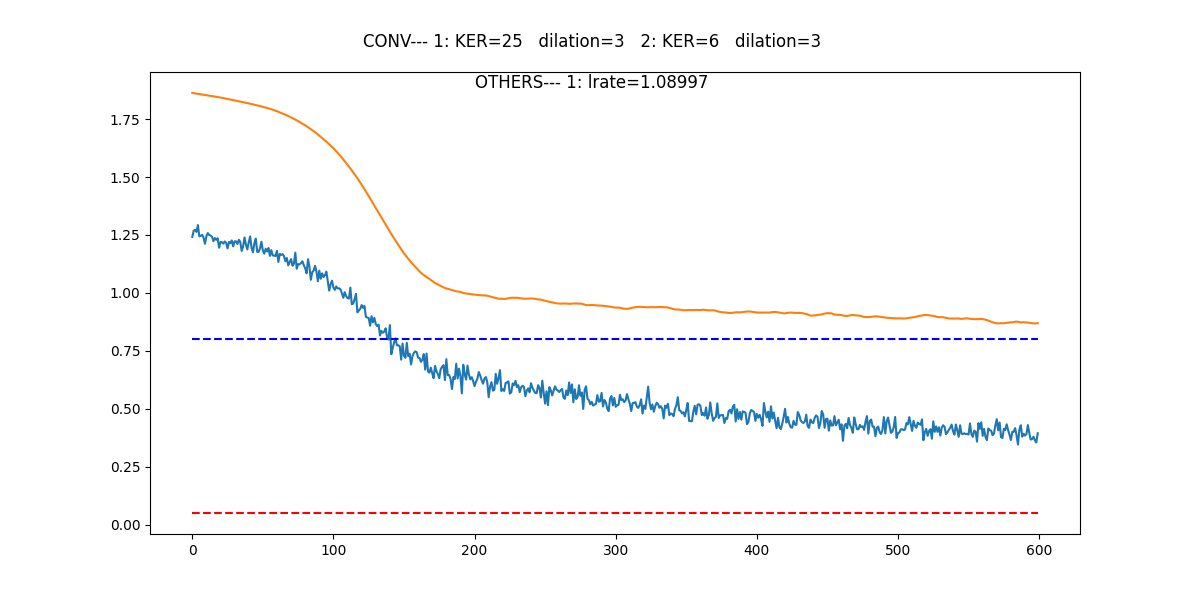 CONV--- 1: KER=25   dilation=3   2: KER=6   dilation=3
OTHERS--- 1: lrate=1.08997
1.75
1.50
1.25
1.00
0.75
0.50
0.25
0.00
0 100 200 300 400 500 600